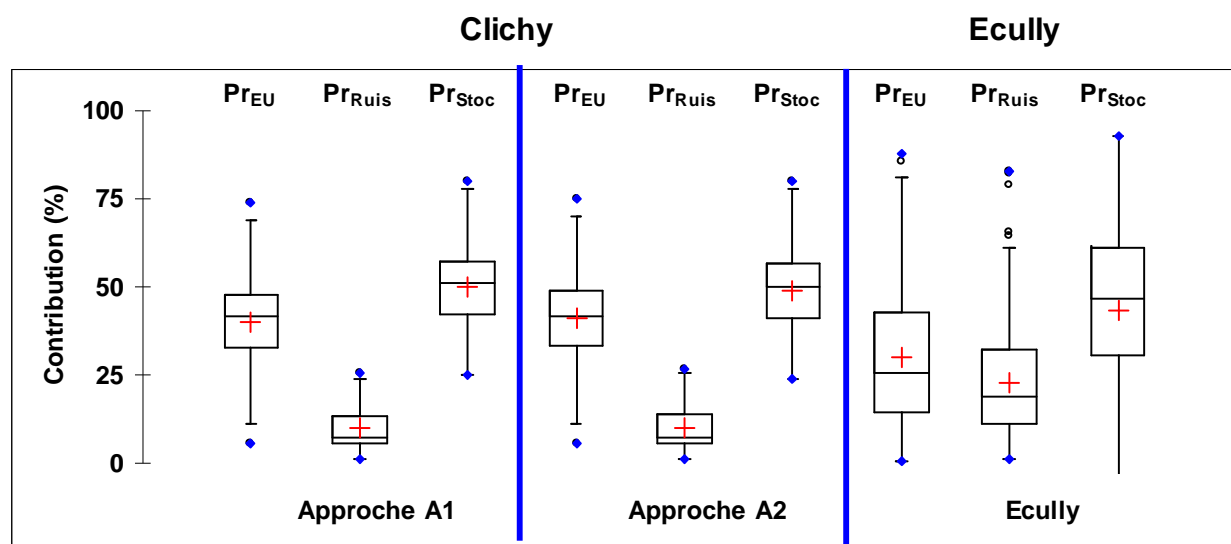 Clichy Ecully
Pr_EU Pr_Ruis Pr_Stoc Pr_EU Pr_Ruis Pr_Stoc Pr_EU Pr_Ruis Pr_Stoc
100
75
50
25
0
Contribution (%)
Approche A1 Approche A2 Ecully